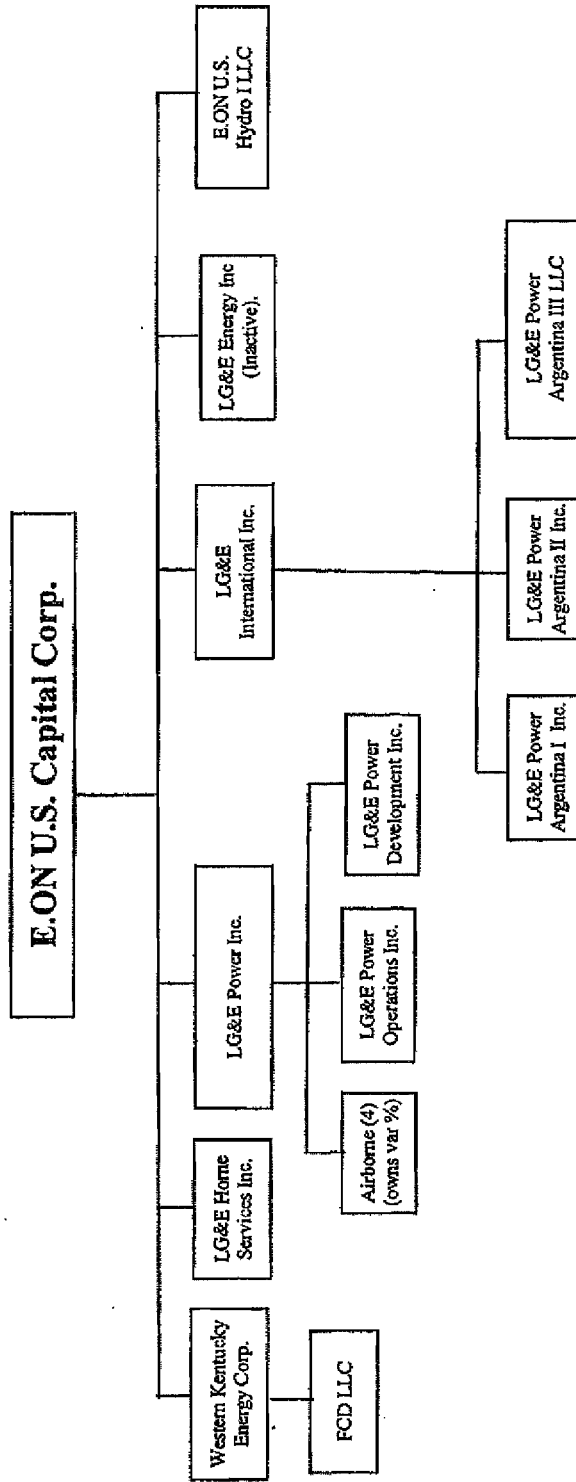 E.ON U.S. Capital Corp.
Western Kentucky
Energy Corp.
LG&E Home
Services Inc.
LG&E Power Inc.
LG&E
International Inc.
LG&E Energy Inc
(Inactive).
E.ON U.S.
Hydro I LLC
FCD LLC
Airborne (4)
(owns var %)
LG&E Power
Operations Inc.
LG&E Power
Development Inc.
LG&E Power
Argentina I Inc.
LG&E Power
Argentina II Inc.
LG&E Power
Argentina III LLC